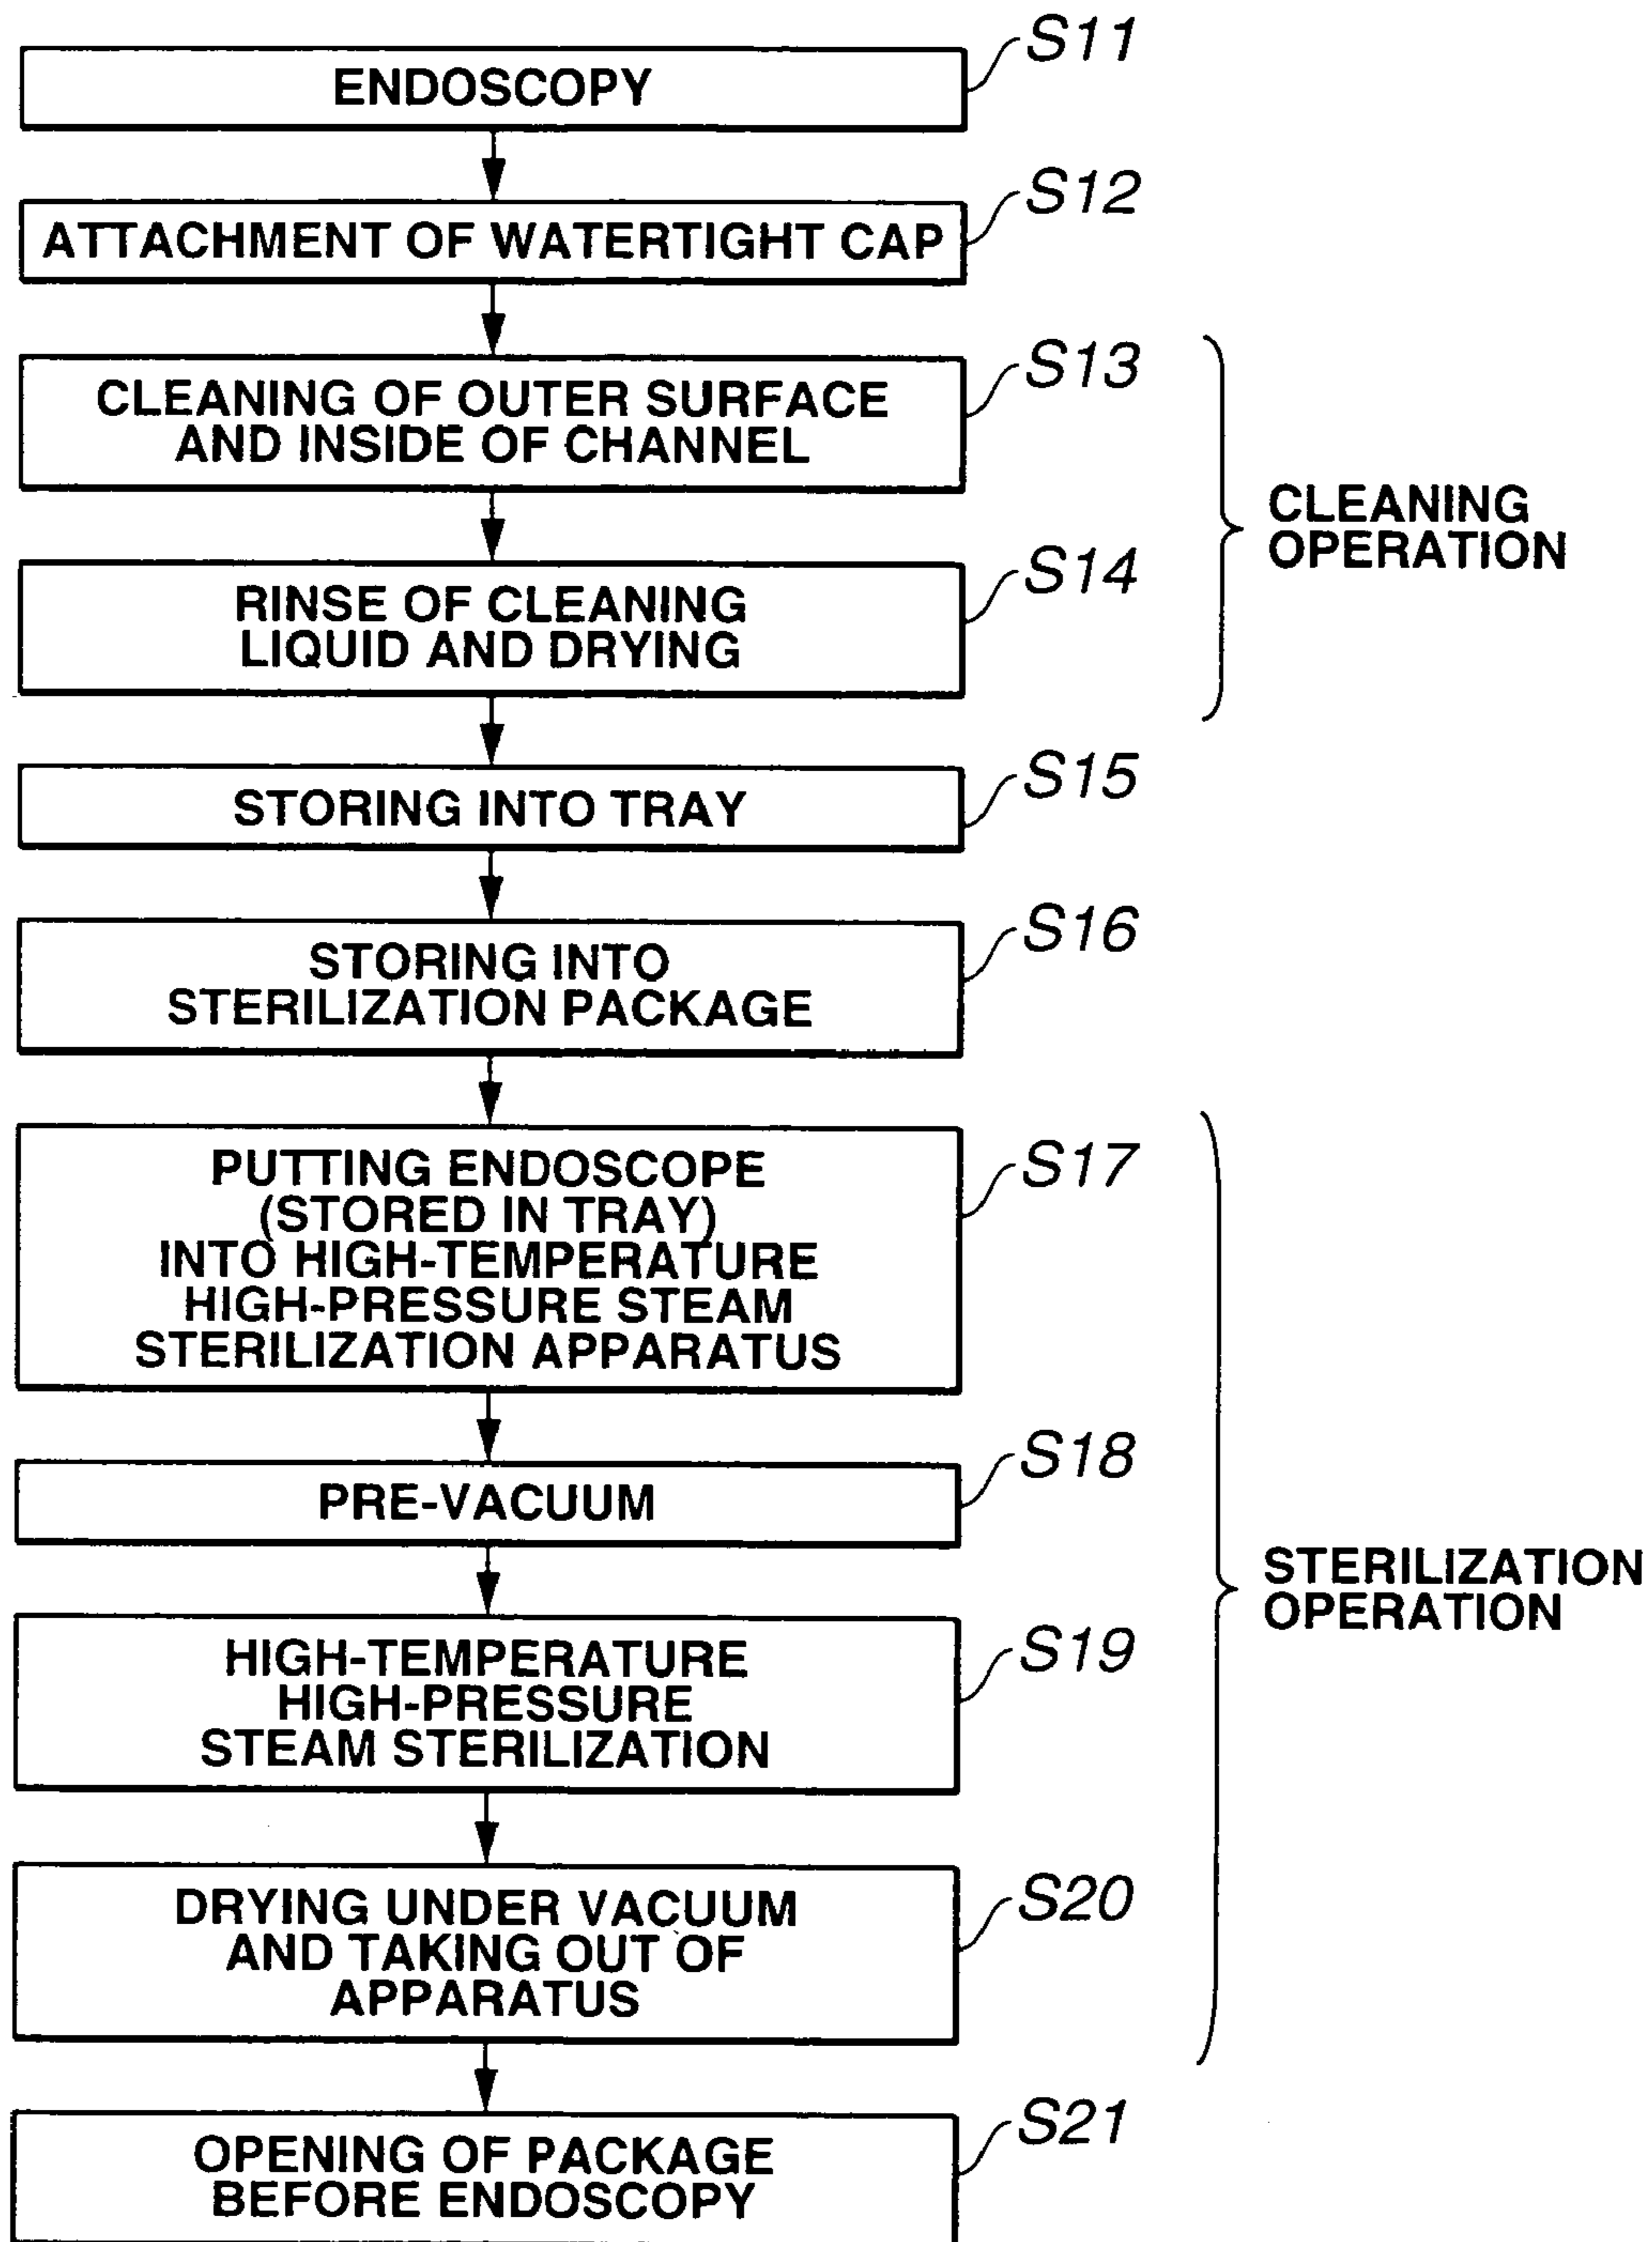 S11
ENDOSCOPY
S12
ATTACHMENT OF WATERTIGHT CAP
S13
CLEANING OF OUTER SURFACE
AND INSIDE OF CHANNEL
CLEANING
OPERATION
S14
RINSE OF CLEANING
LIQUID AND DRYING
S15
STORING INTO TRAY
S16
STORING INTO
STERILIZATION PACKAGE
S17
PUTTING ENDOSCOPE
(STORED IN TRAY)
INTO HIGH-TEMPERATURE
HIGH-PRESSURE STEAM
STERILIZATION APPARATUS
S18
PRE-VACUUM
STERILIZATION
OPERATION
S19
HIGH-TEMPERATURE
HIGH-PRESSURE
STEAM STERILIZATION
S20
DRYING UNDER VACUUM
AND TAKING OUT OF
APPARATUS
S21
OPENING OF PACKAGE
BEFORE ENDOSCOPY